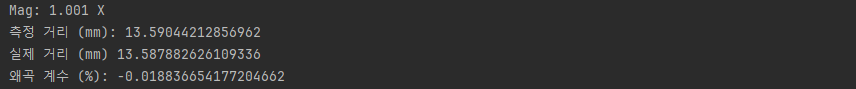 Mag: 1.001 X
측정 거리 (mm): 13.59044212856962
실제 거리 (mm) 13.587882626109336
왜곡 계수 (%): -0.018836654177204662